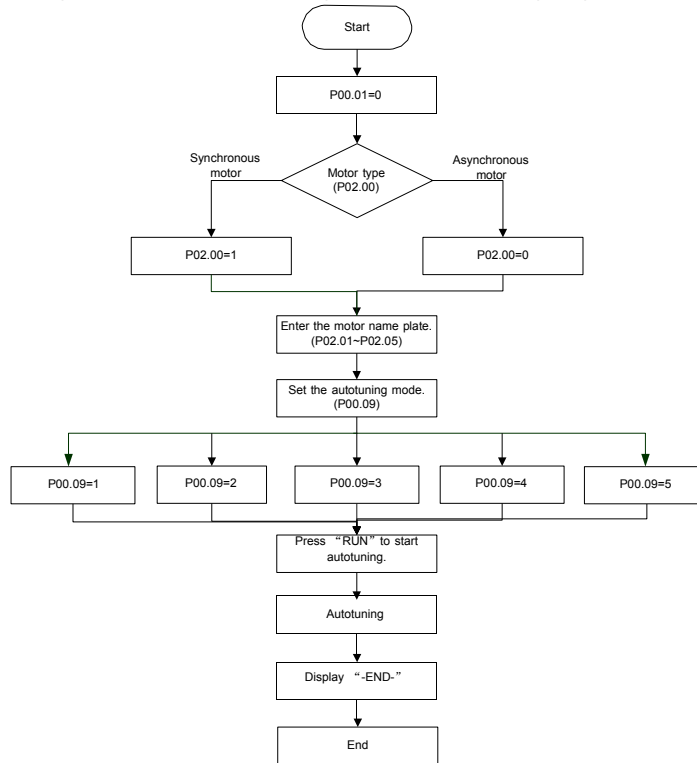 Start
P00.01=0
Synchronous
motor
Motor type
(P02.00)
Asynchronous
motor
P02.00=1
P02.00=0
Enter the motor name plate.
(P02.01~P02.05)
Set the autotuning mode.
(P00.09)
P00.09=1
P00.09=2
P00.09=3
P00.09=4
P00.09=5
Press “RUN” to start
autotuning.
Autotuning
Display “-END-”
End